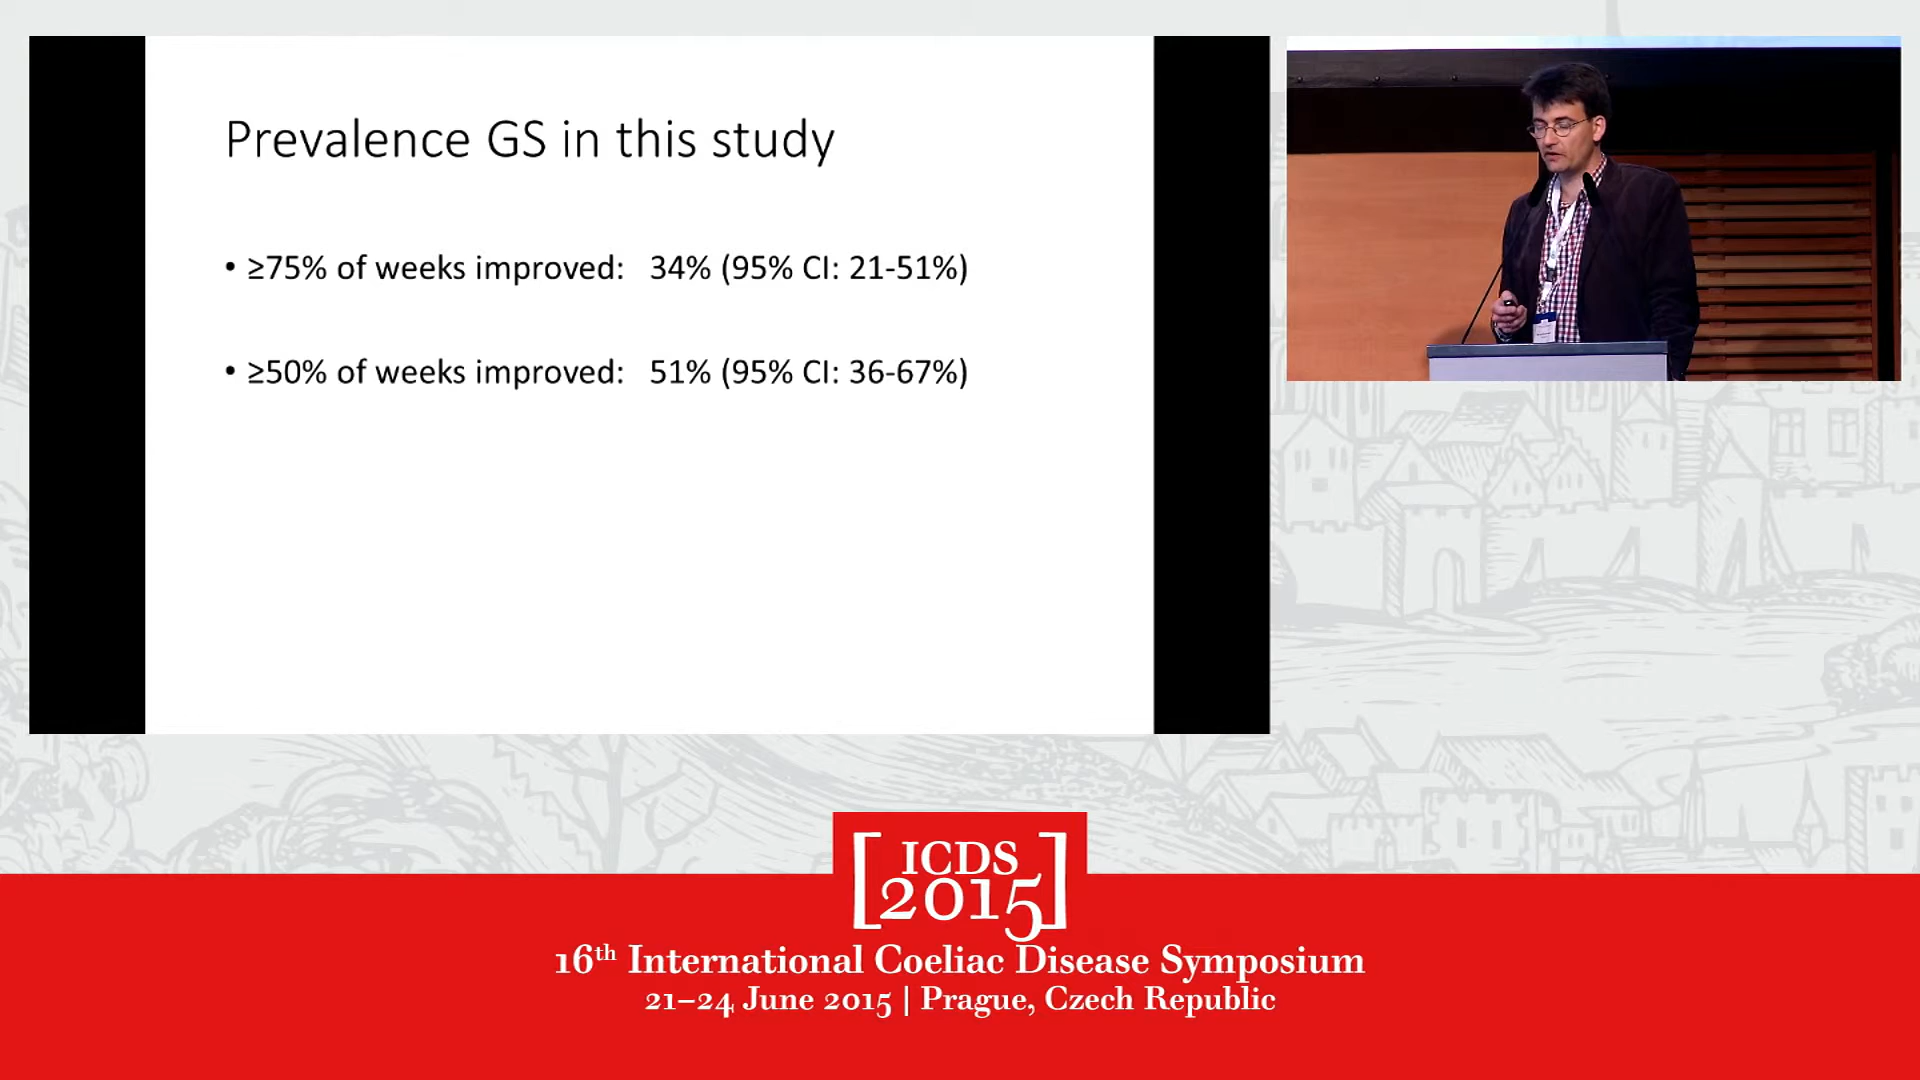 Prevalence GS in this study
• ≥75% of weeks improved: 34% (95% CI: 21-51%)
• ≥50% of weeks improved: 51% (95% CI: 36-67%)
[ICDS
2015]
16th International Coeliac Disease Symposium
21–24 June 2015 | Prague, Czech Republic